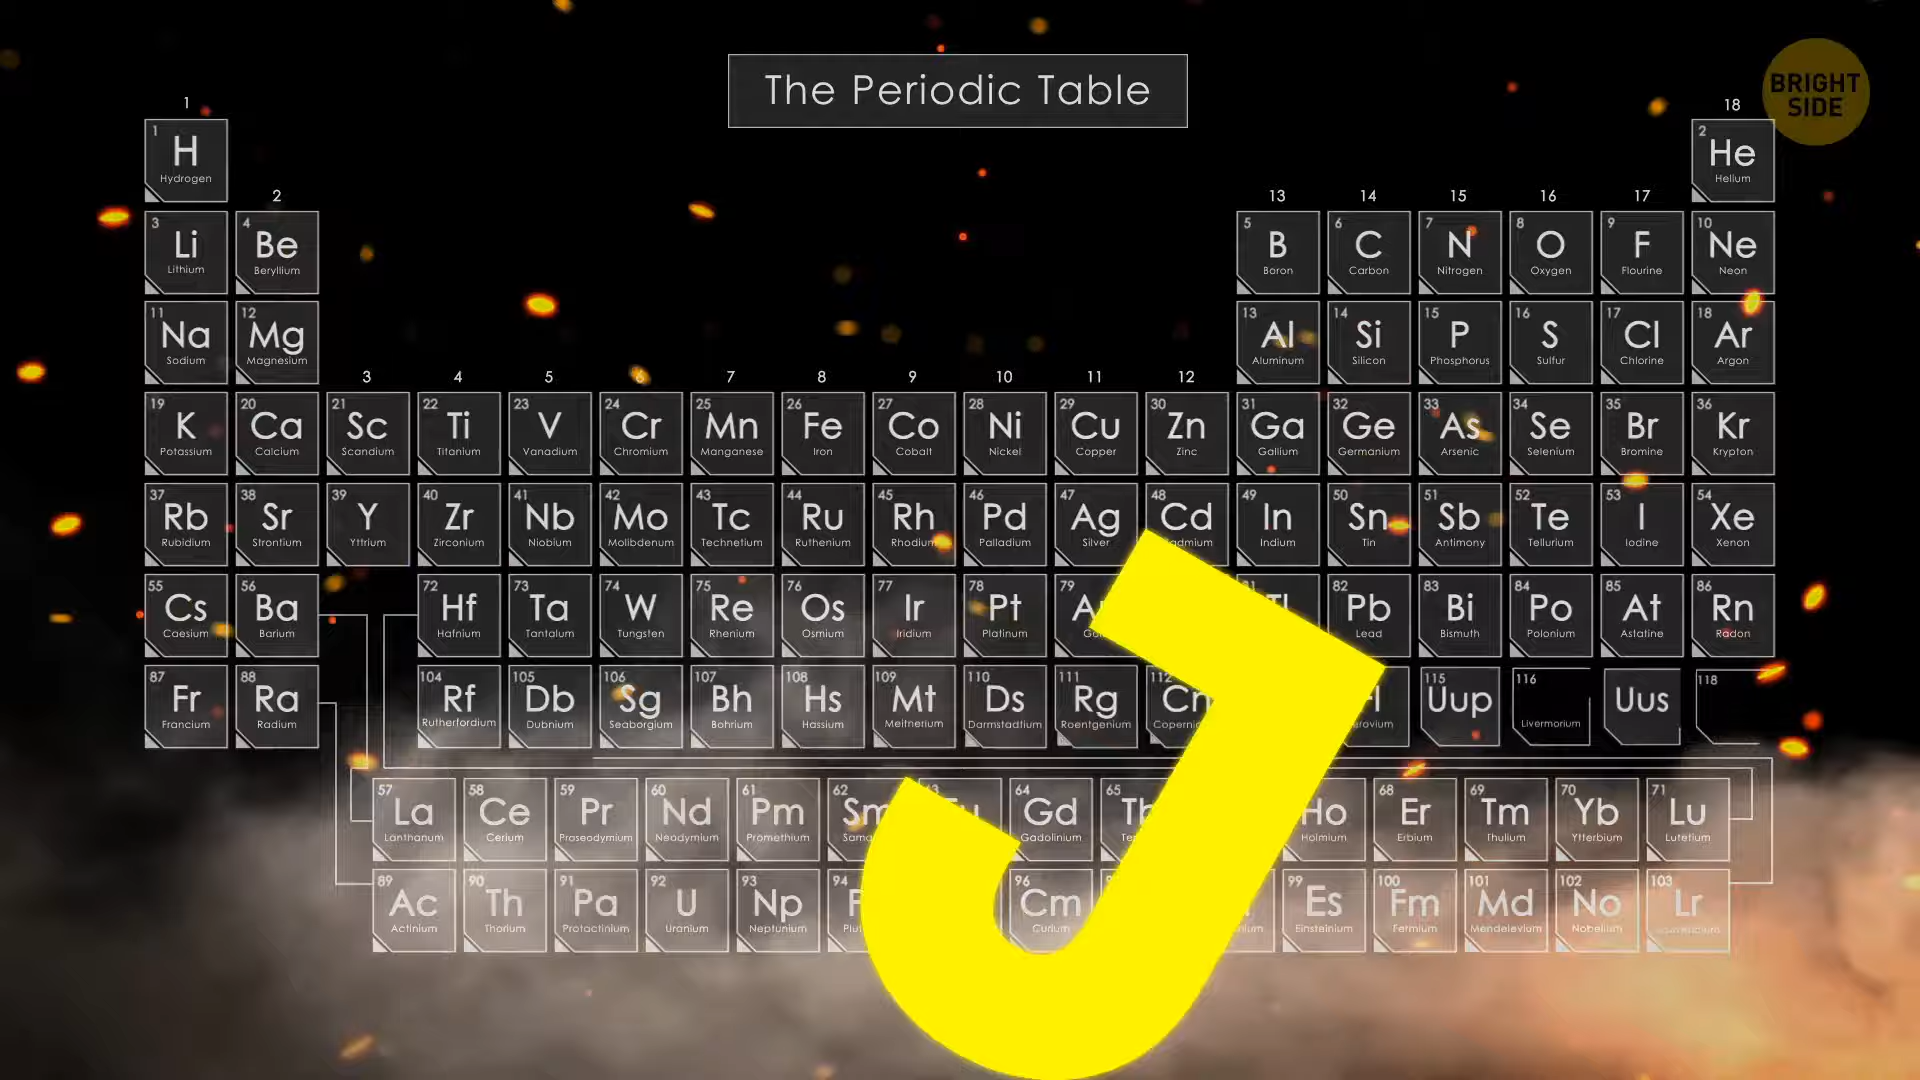 The Periodic Table
BRIGHT
SIDE
1 18
1 H Hydrogen 2 He Helium
2 13 14 15 16 17
3 Li Lithium 4 Be Beryllium 5 B Boron 6 C Carbon 7 N Nitrogen 8 O Oxygen 9 F Flourine 10 Ne Neon
11 Na Sodium 12 Mg Magnesium 13 Al Aluminum 14 Si Silicon 15 P Phosphorus 16 S Sulfur 17 Cl Chlorine 18 Ar Argon
3 4 5 6 7 8 9 10 11 12
19 K Potassium 20 Ca Calcium 21 Sc Scandium 22 Ti Titanium 23 V Vanadium 24 Cr Chromium 25 Mn Manganese 26 Fe Iron 27 Co Cobalt 28 Ni Nickel 29 Cu Copper 30 Zn Zinc 31 Ga Gallium 32 Ge Germanium 33 As Arsenic 34 Se Selenium 35 Br Bromine 36 Kr Krypton
37 Rb Rubidium 38 Sr Strontium 39 Y Yttrium 40 Zr Zirconium 41 Nb Niobium 42 Mo Molibdenum 43 Tc Technetium 44 Ru Ruthenium 45 Rh Rhodium 46 Pd Palladium 47 Ag Silver 48 Cd 49 In Indium 50 Sn Tin 51 Sb Antimony 52 Te Tellurium 53 I Iodine 54 Xe Xenon
55 Cs Caesium 56 Ba Barium 72 Hf Hafnium 73 Ta Tantalum 74 W Tungsten 75 Re Rhenium 76 Os Osmium 77 Ir Iridium 78 Pt Platinum 79 82 Pb Lead 83 Bi Bismuth 84 Po Polonium 85 At Astatine 86 Rn Radon
87 Fr Francium 88 Ra Radium 104 Rf Rutherfordium 105 Db Dubnium 106 Sg Seaborgium 107 Bh Bohrium 108 Hs Hassium 109 Mt Meitnerium 110 Ds Darmstadtium 111 Rg Roentgenium 112 Cn 115 Uup 116 Livermorium Uus 118
57 La Lanthanum 58 Ce Cerium 59 Pr Praseodymium 60 Nd Neodymium 61 Pm Promethium 62 Sm 64 Gd Gadolinium 65 Ho Holmium 68 Er Erbium 69 Tm Thulium 70 Yb Ytterbium 71 Lu Lutetium
89 Ac Actinium 90 Th Thorium 91 Pa Protactinium 92 U Uranium 93 Np Neptunium 94 96 Cm Curium 99 Es Einsteinium 100 Fm Fermium 101 Md Mendelevium 102 No Nobelium 103 Lr
J